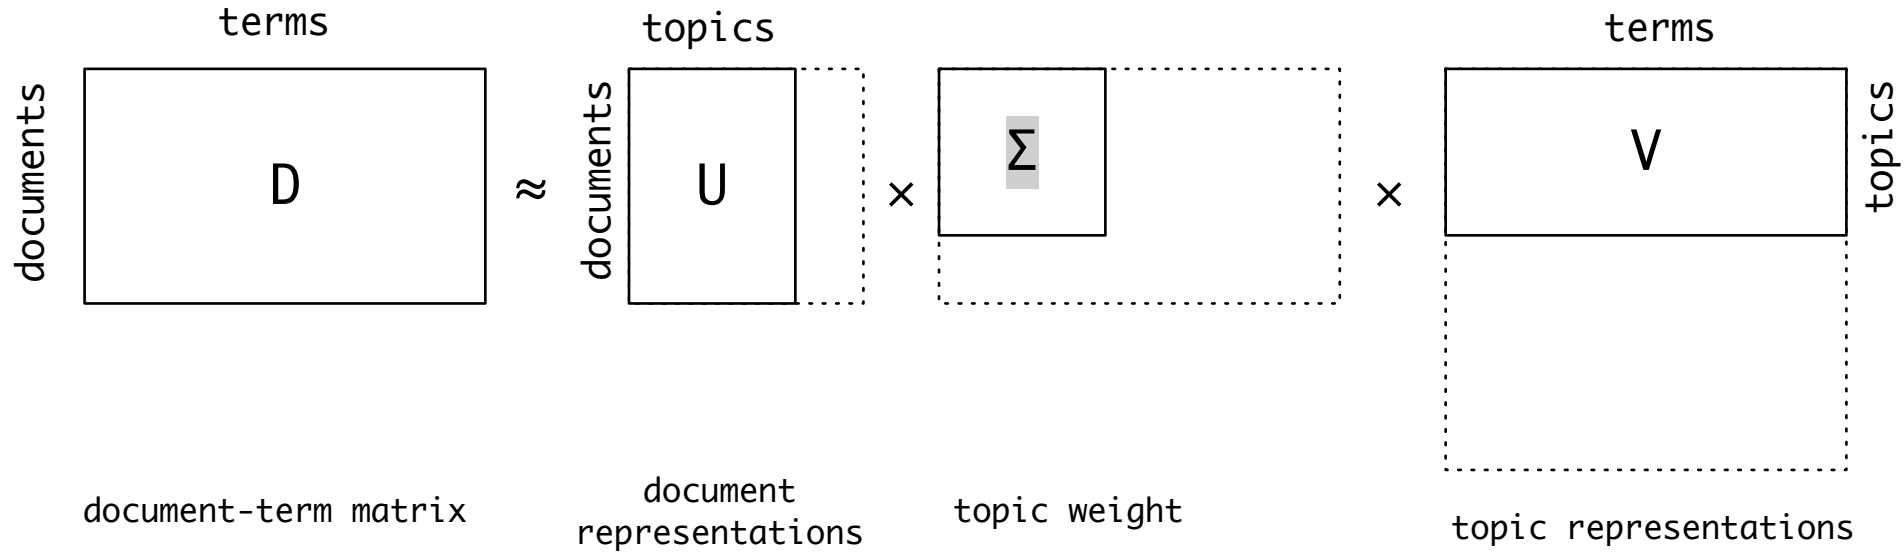 terms
topics
terms
documents
D
≈
documents
U
×
Σ
×
V
topics
document-term matrix
document
representations
topic weight
topic representations